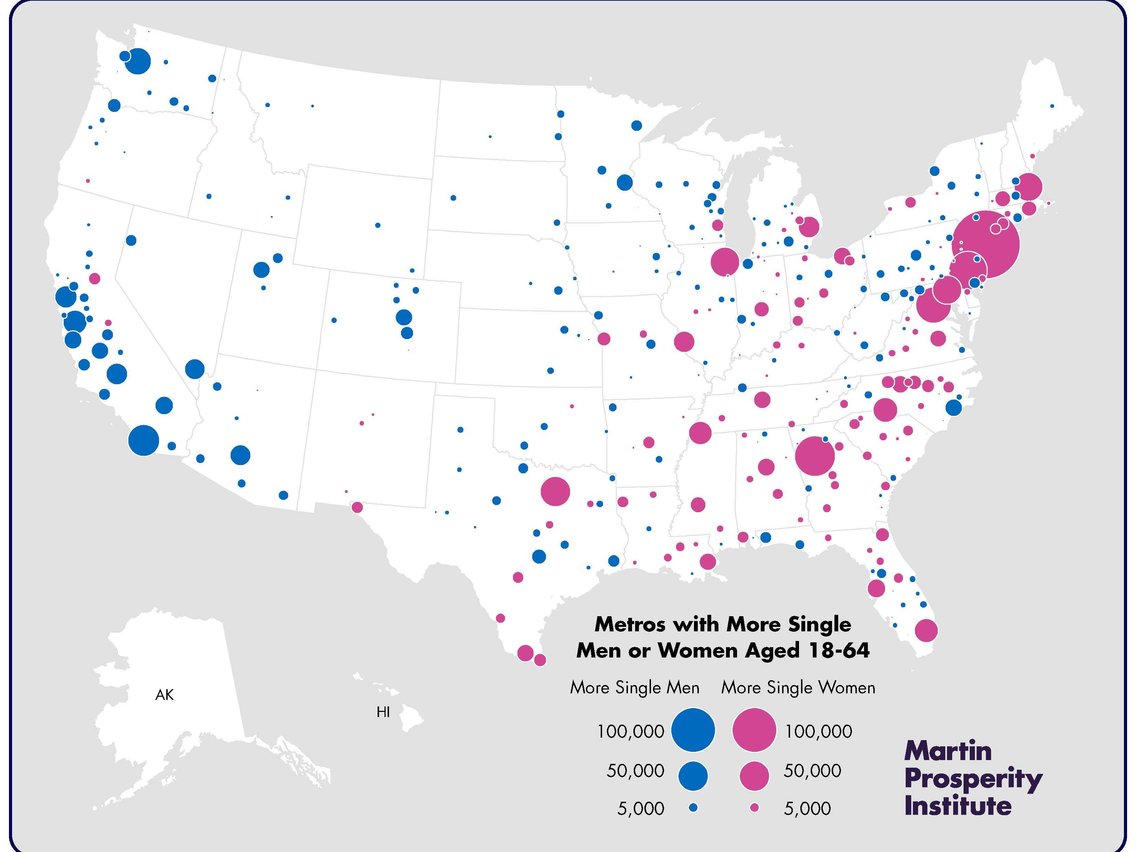 AK
HI
Metros with More Single
Men or Women Aged 18-64
More Single Men More Single Women
100,000 100,000
50,000 50,000
5,000 5,000
Martin
Prosperity
Institute